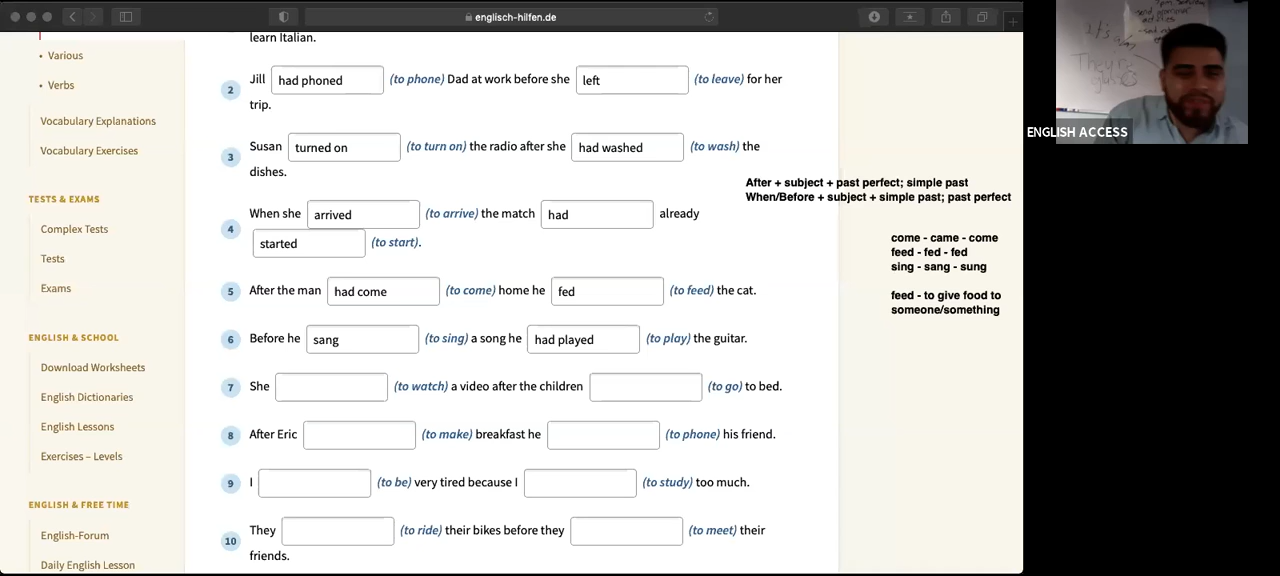 englisch-hilfen.de
learn Italian.
• Various
• Verbs
Vocabulary Explanations
Vocabulary Exercises
TESTS & EXAMS
Complex Tests
Tests
Exams
ENGLISH & SCHOOL
Download Worksheets
English Dictionaries
English Lessons
Exercises – Levels
ENGLISH & FREE TIME
English-Forum
Daily English Lesson
2 Jill had phoned (to phone) Dad at work before she left (to leave) for her
trip.
3 Susan turned on (to turn on) the radio after she had washed (to wash) the
dishes.
4 When she arrived (to arrive) the match had already
started (to start).
5 After the man had come (to come) home he fed (to feed) the cat.
6 Before he sang (to sing) a song he had played (to play) the guitar.
7 She (to watch) a video after the children (to go) to bed.
8 After Eric (to make) breakfast he (to phone) his friend.
9 I (to be) very tired because I (to study) too much.
10 They (to ride) their bikes before they (to meet) their
friends.
After + subject + past perfect; simple past
When/Before + subject + simple past; past perfect
come - came - come
feed - fed - fed
sing - sang - sung
feed - to give food to
someone/something
They're
ENGLISH ACCESS